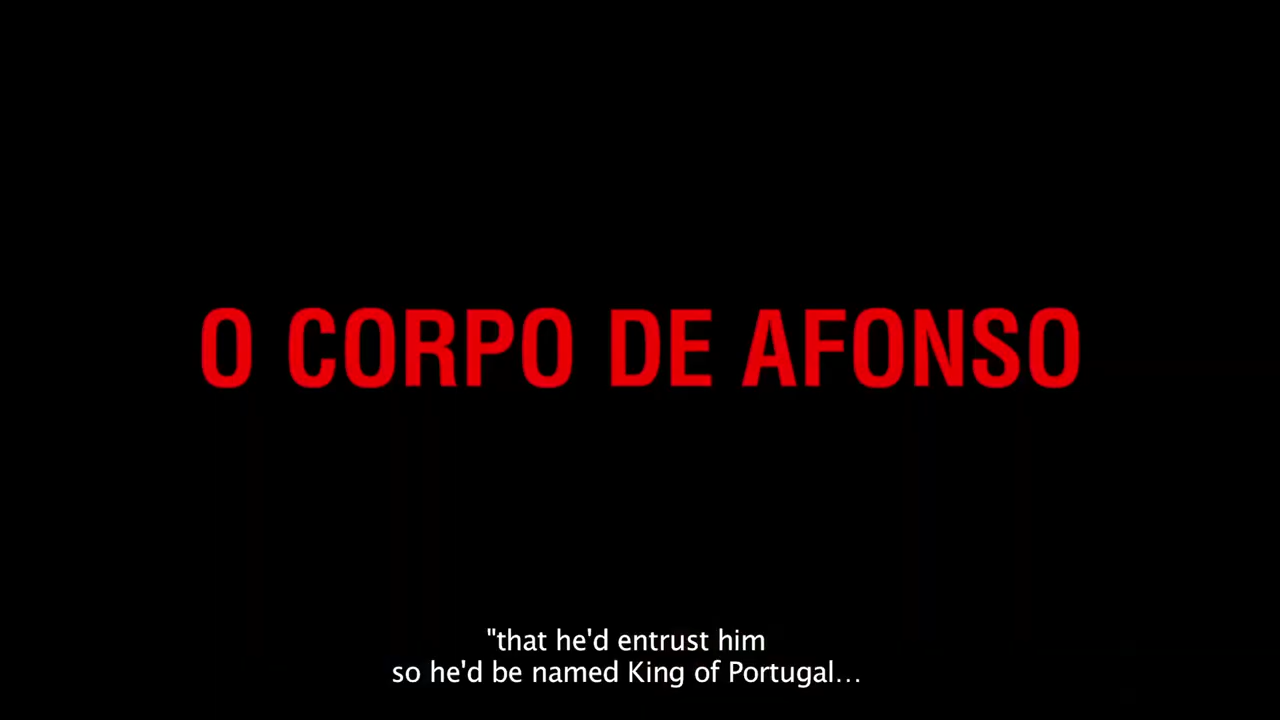 O CORPO DE AFONSO
"that he'd entrust him
so he'd be named King of Portugal…